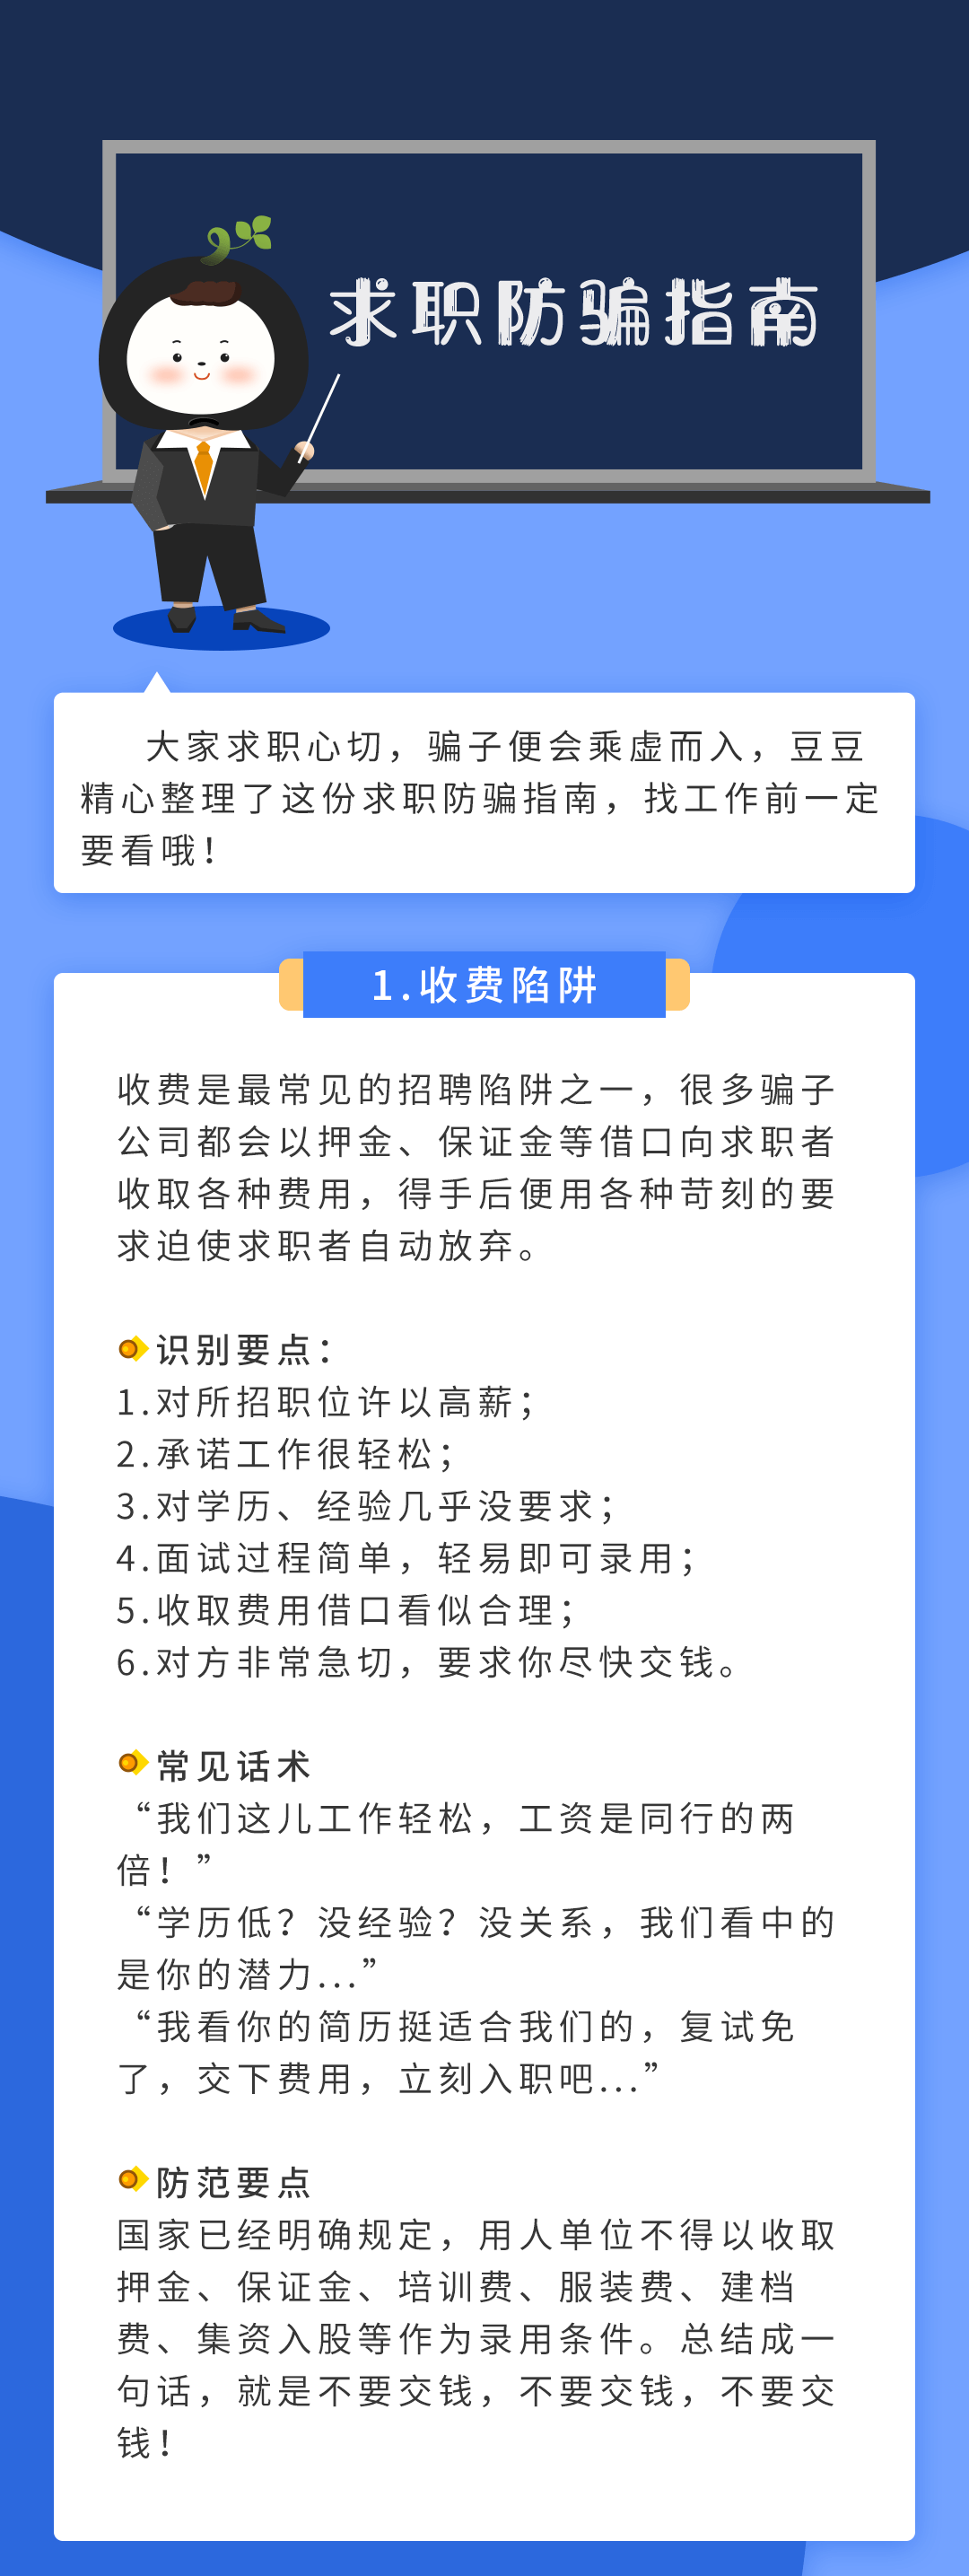 求职防骗指南
大家求职心切，骗子便会乘虚而入，豆豆
精心整理了这份求职防骗指南，找工作前一定
要看哦！
1.收费陷阱
收费是最常见的招聘陷阱之一，很多骗子
公司都会以押金、保证金等借口向求职者
收取各种费用，得手后便用各种苛刻的要
求迫使求职者自动放弃。
识别要点：
1.对所招职位许以高薪；
2.承诺工作很轻松；
3.对学历、经验几乎没要求；
4.面试过程简单，轻易即可录用；
5.收取费用借口看似合理；
6.对方非常急切，要求你尽快交钱。
常见话术
“我们这儿工作轻松，工资是同行的两
倍！”
“学历低？没经验？没关系，我们看中的
是你的潜力...”
“我看你的简历挺适合我们的，复试免
了，交下费用，立刻入职吧...”
防范要点
国家已经明确规定，用人单位不得以收取
押金、保证金、培训费、服装费、建档
费、集资入股等作为录用条件。总结成一
句话，就是不要交钱，不要交钱，不要交
钱！